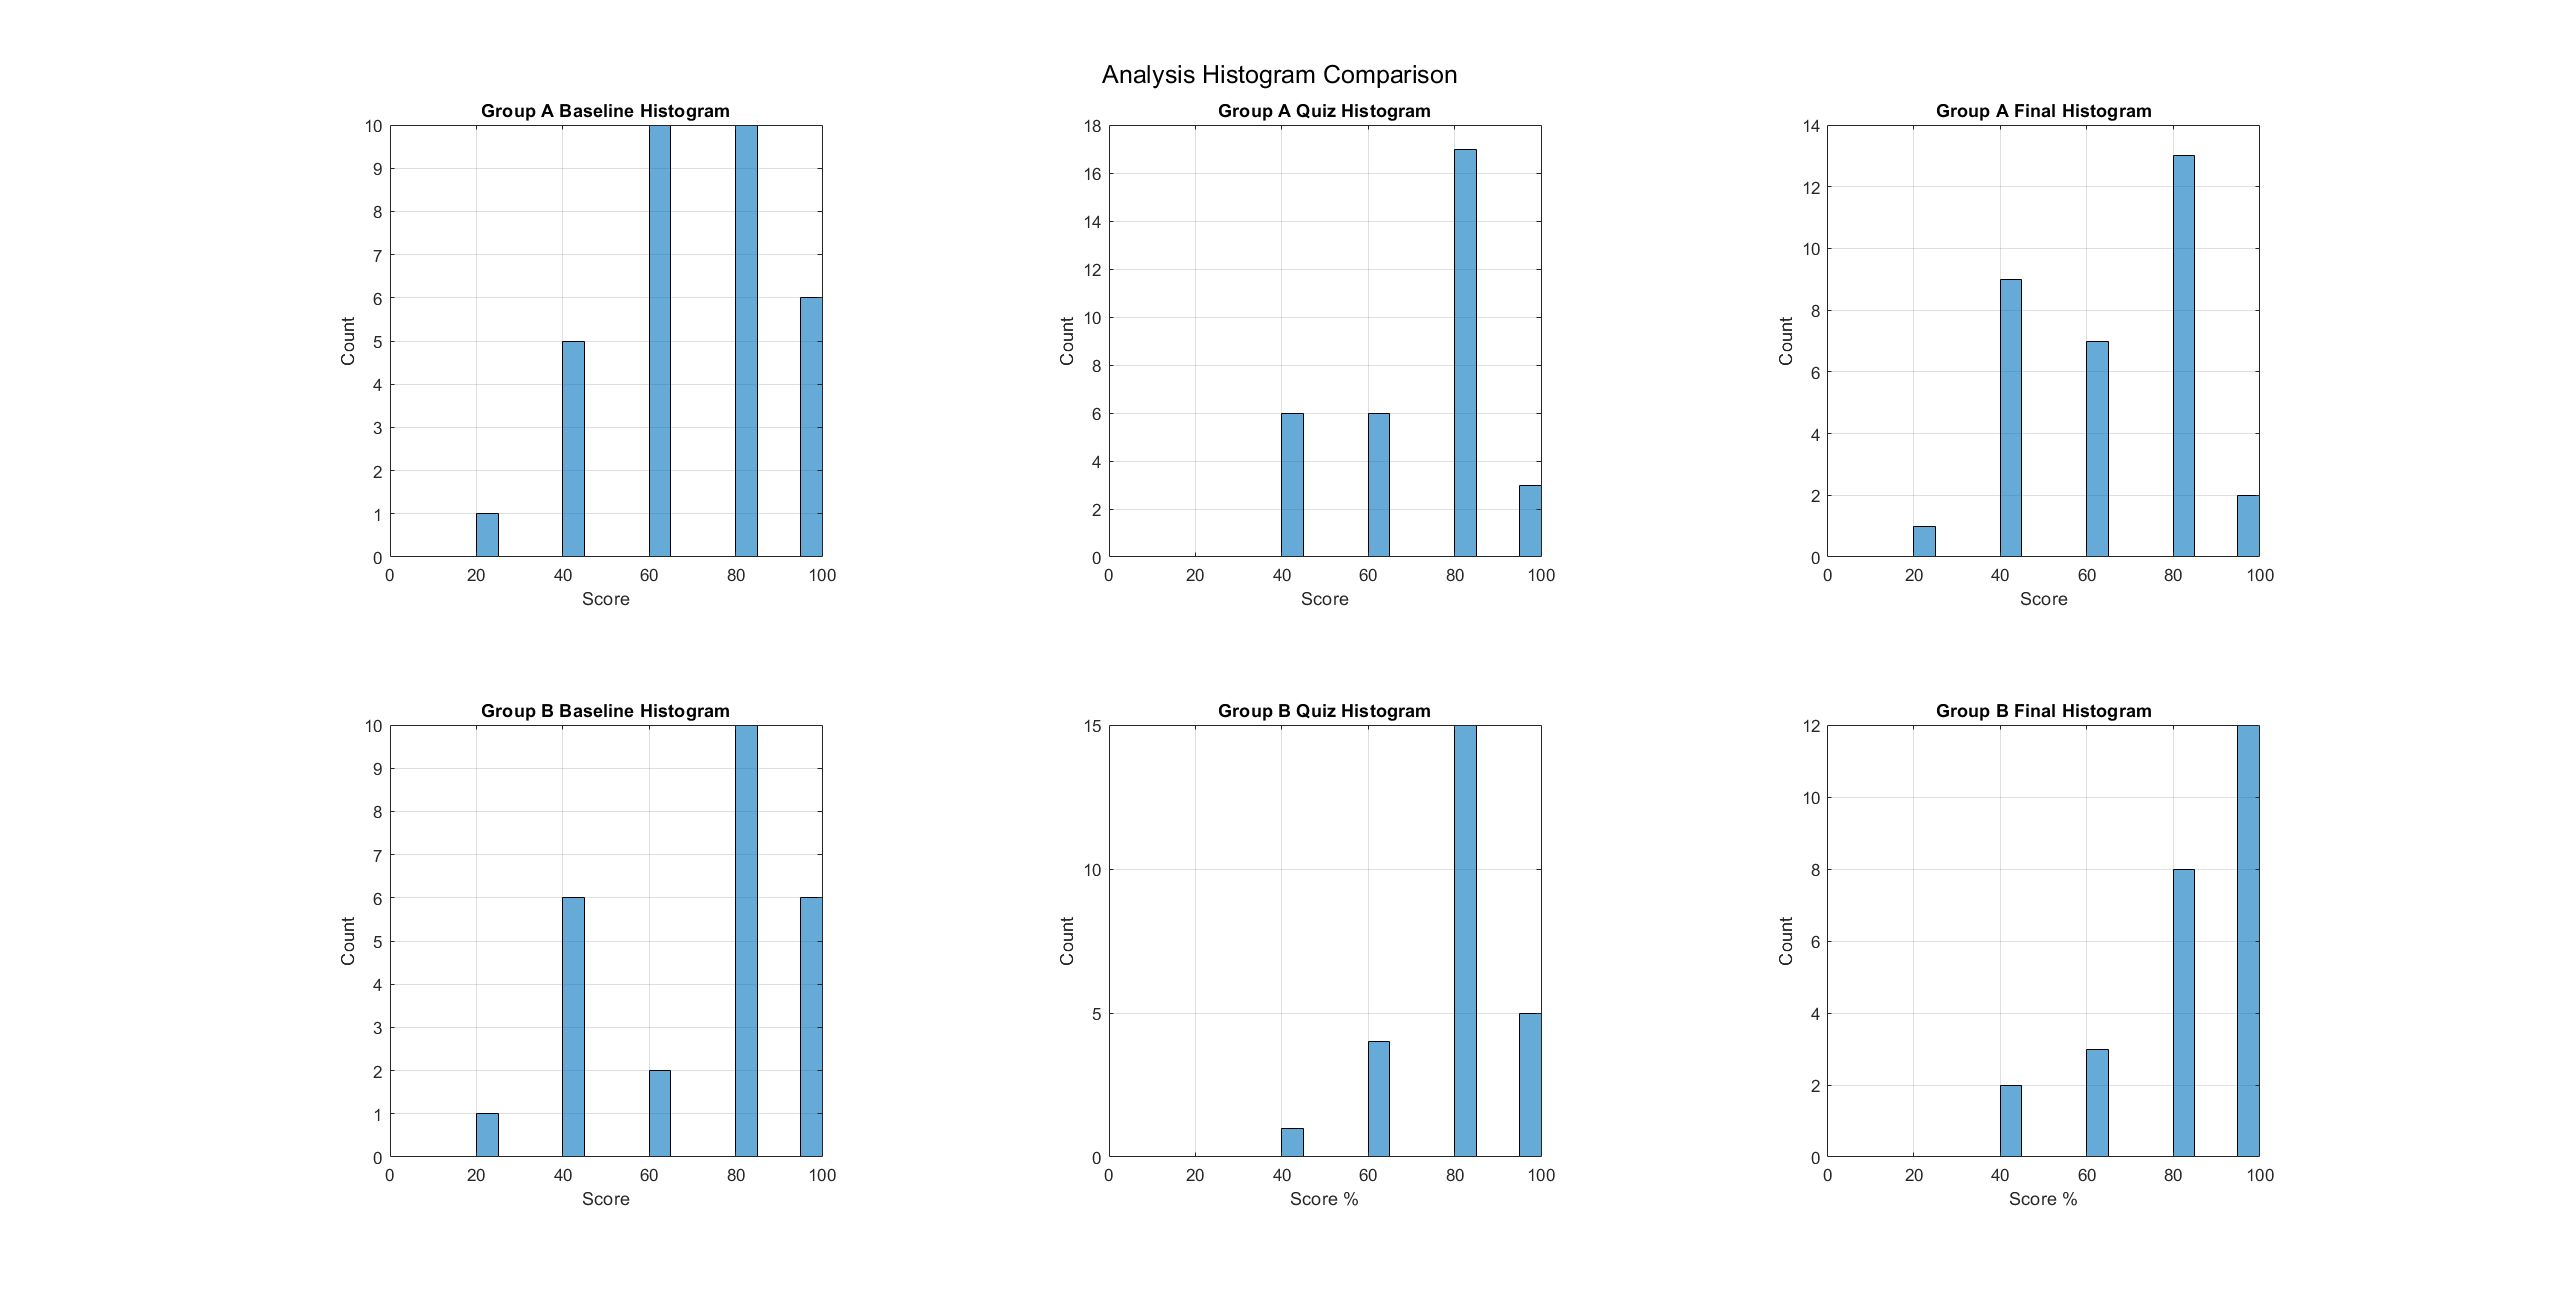 Analysis Histogram Comparison
Group A Baseline Histogram
10
9
8
7
6
5
4
3
2
1
0
Count
0 20 40 60 80 100
Score
Group A Quiz Histogram
18
16
14
12
10
8
6
4
2
0
Count
0 20 40 60 80 100
Score
Group A Final Histogram
14
12
10
8
6
4
2
0
Count
0 20 40 60 80 100
Score
Group B Baseline Histogram
10
9
8
7
6
5
4
3
2
1
0
Count
0 20 40 60 80 100
Score
Group B Quiz Histogram
15
10
5
0
Count
0 20 40 60 80 100
Score %
Group B Final Histogram
12
10
8
6
4
2
0
Count
0 20 40 60 80 100
Score %